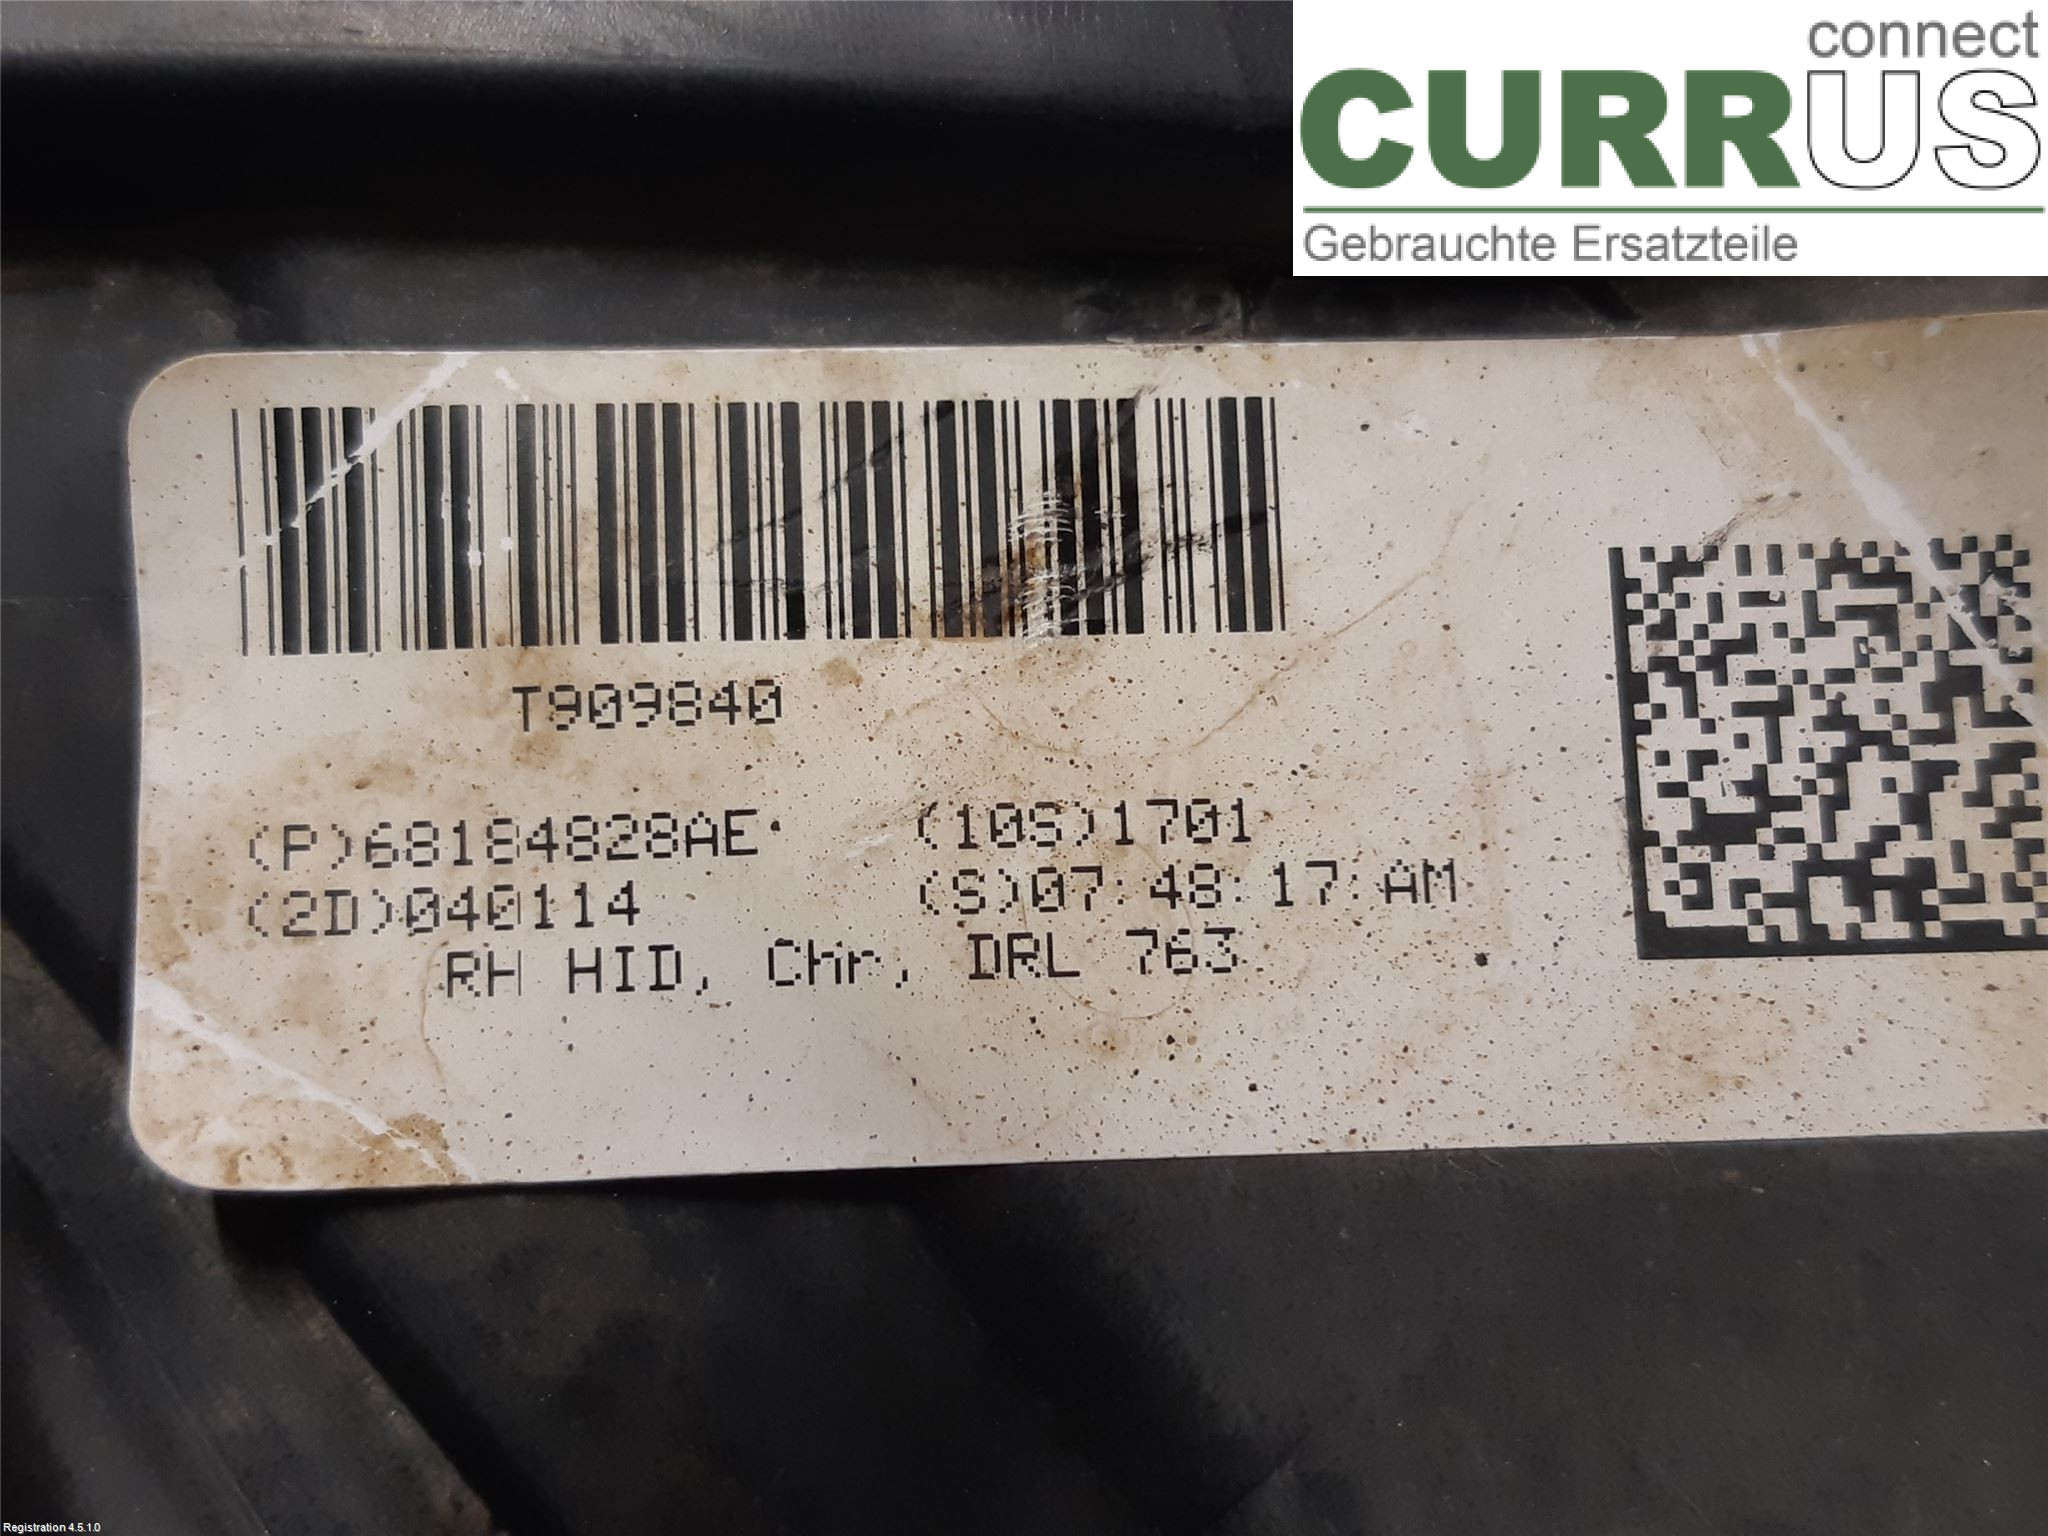 connect
CURRUS
Gebrauchte Ersatzteile
T909840
(P)68184828AE (10S)1701
(2D)040114 (S)07:48:17:AM
RH HID, Chr, DRL 763
Registration 4.5.1.0